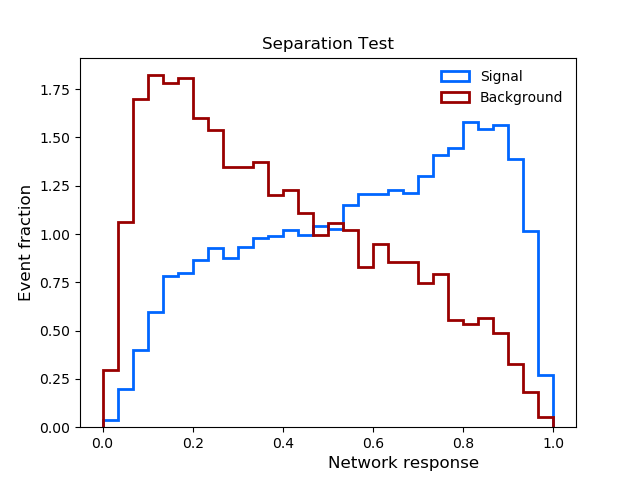 Separation Test
Signal
Background
Event fraction
1.75
1.50
1.25
1.00
0.75
0.50
0.25
0.00
0.0 0.2 0.4 0.6 0.8 1.0
Network response